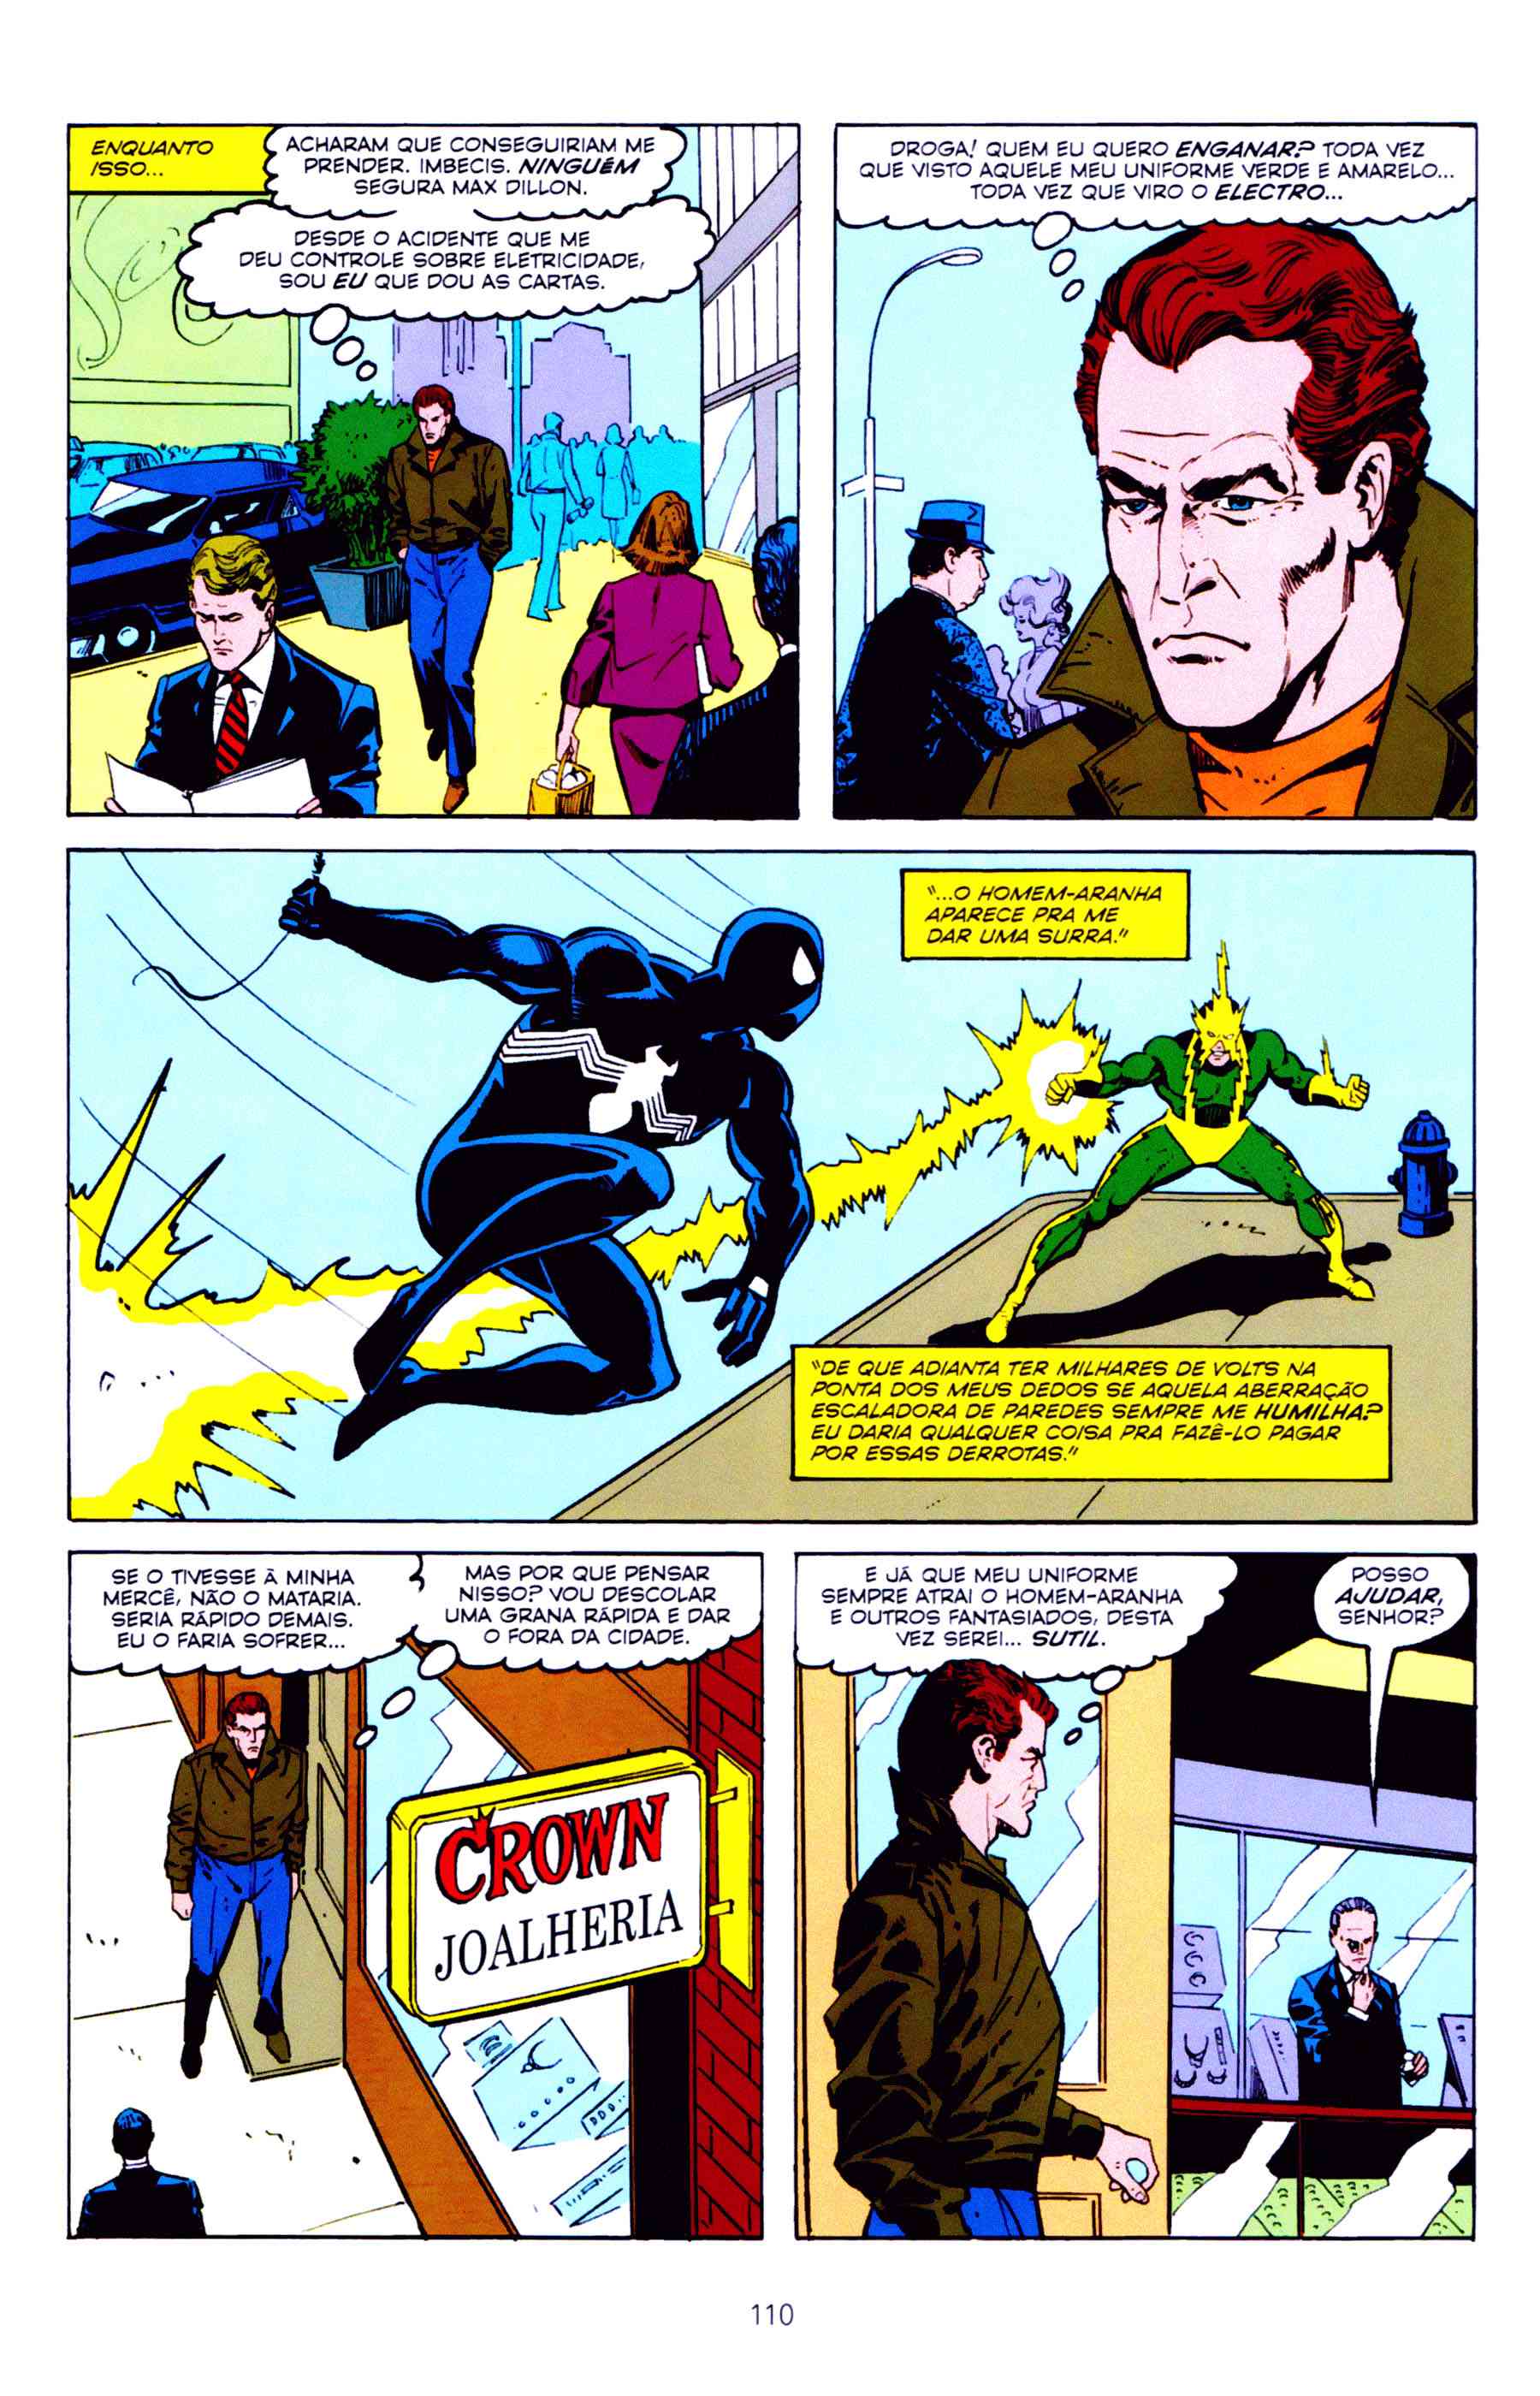 ENQUANTO
ISSO...
ACHARAM QUE CONSEGUIRIAM ME
PRENDER. IMBECIS. NINGUÉM
SEGURA MAX DILLON.
DESDE O ACIDENTE QUE ME
DEU CONTROLE SOBRE ELETRICIDADE,
SOU EU QUE DOU AS CARTAS.
DROGA! QUEM EU QUERO ENGANAR? TODA VEZ
QUE VISTO AQUELE MEU UNIFORME VERDE E AMARELO...
TODA VEZ QUE VIRO O ELECTRO...
"...O HOMEM-ARANHA
APARECE PRA ME
DAR UMA SURRA."
"DE QUE ADIANTA TER MILHARES DE VOLTS NA
PONTA DOS MEUS DEDOS SE AQUELA ABERRAÇÃO
ESCALADORA DE PAREDES SEMPRE ME HUMILHA?
EU DARIA QUALQUER COISA PRA FAZÊ-LO PAGAR
POR ESSAS DERROTAS."
SE O TIVESSE À MINHA
MERCÊ, NÃO O MATARIA.
SERIA RÁPIDO DEMAIS.
EU O FARIA SOFRER...
MAS POR QUE PENSAR
NISSO? VOU DESCOLAR
UMA GRANA RÁPIDA E DAR
O FORA DA CIDADE.
CROWN
JOALHERIA
E JÁ QUE MEU UNIFORME
SEMPRE ATRAI O HOMEM-ARANHA
E OUTROS FANTASIADOS, DESTA
VEZ SEREI... SUTIL.
POSSO
AJUDAR,
SENHOR?
110